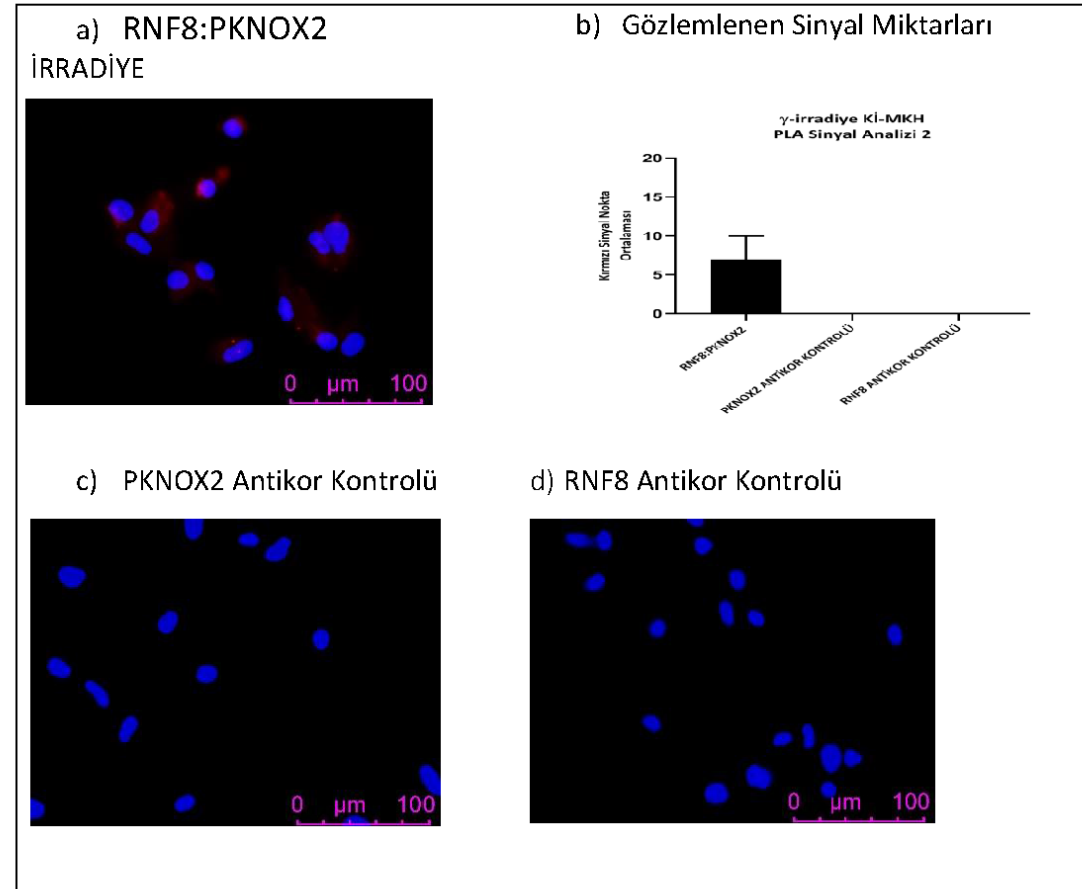 a) RNF8:PKNOX2
İRRADİYE
0 µm 100
b) Gözlemlenen Sinyal Miktarları
γ-irradiye Kİ-MKH
PLA Sinyal Analizi 2
Kırmızı Sinyal Nokta
Ortalaması
20
15
10
5
0
RNF8:PKNOX2
PKNOX2 ANTİKOR KONTROLÜ
RNF8 ANTİKOR KONTROLÜ
c) PKNOX2 Antikor Kontrolü
0 µm 100
d) RNF8 Antikor Kontrolü
0 µm 100